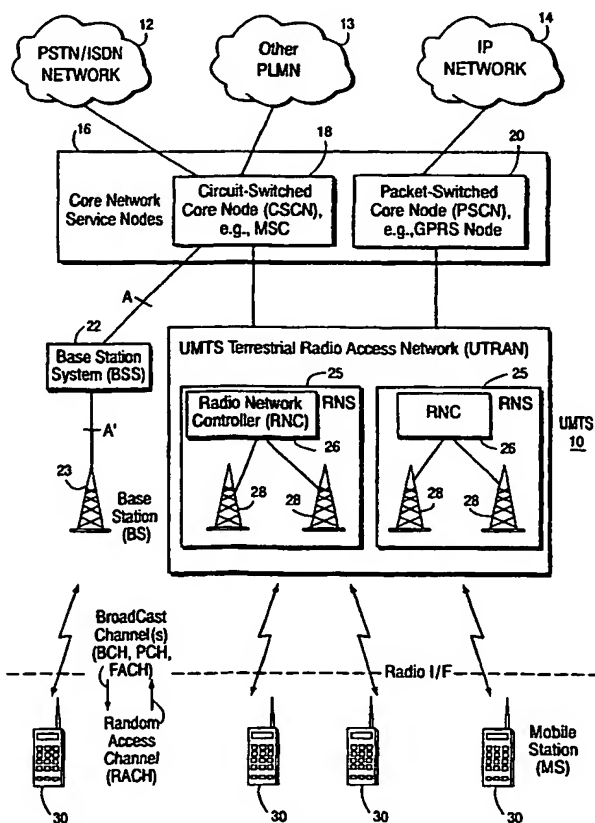 12
13
14
PSTN/ISDN
NETWORK
Other
PLMN
IP
NETWORK
16
18
20
Core Network
Service Nodes
Circuit-Switched
Core Node (CSCN),
e.g., MSC
Packet-Switched
Core Node (PSCN),
e.g.,GPRS Node
A
22
Base Station
System (BSS)
UMTS Terrestrial Radio Access Network (UTRAN)
25
25
Radio Network
Controller (RNC)
RNS
RNC
RNS
UMTS
10
A'
26
26
23
28
28
28
28
Base
Station
(BS)
BroadCast
Channel(s)
(BCH, PCH,
FACH)
Radio I/F
Random
Access
Channel
(RACH)
Mobile
Station
(MS)
30
30
30
30